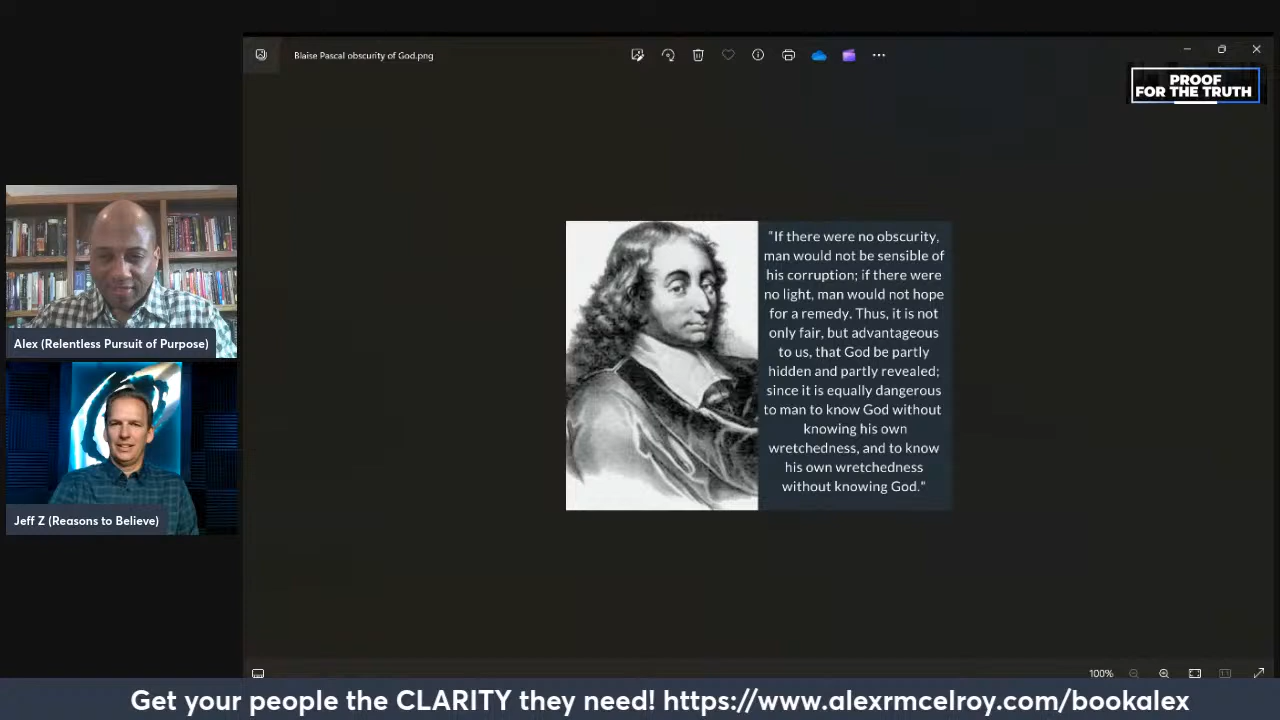 Blaise Pascal obscurity of God.png
PROOF
FOR THE TRUTH
"If there were no obscurity,
man would not be sensible of
his corruption; if there were
no light, man would not hope
for a remedy. Thus, it is not
only fair, but advantageous
to us, that God be partly
hidden and partly revealed;
since it is equally dangerous
to man to know God without
knowing his own
wretchedness, and to know
his own wretchedness
without knowing God."
Alex (Relentless Pursuit of Purpose)
Jeff Z (Reasons to Believe)
100%
Get your people the CLARITY they need! https://www.alexrmcelroy.com/bookalex